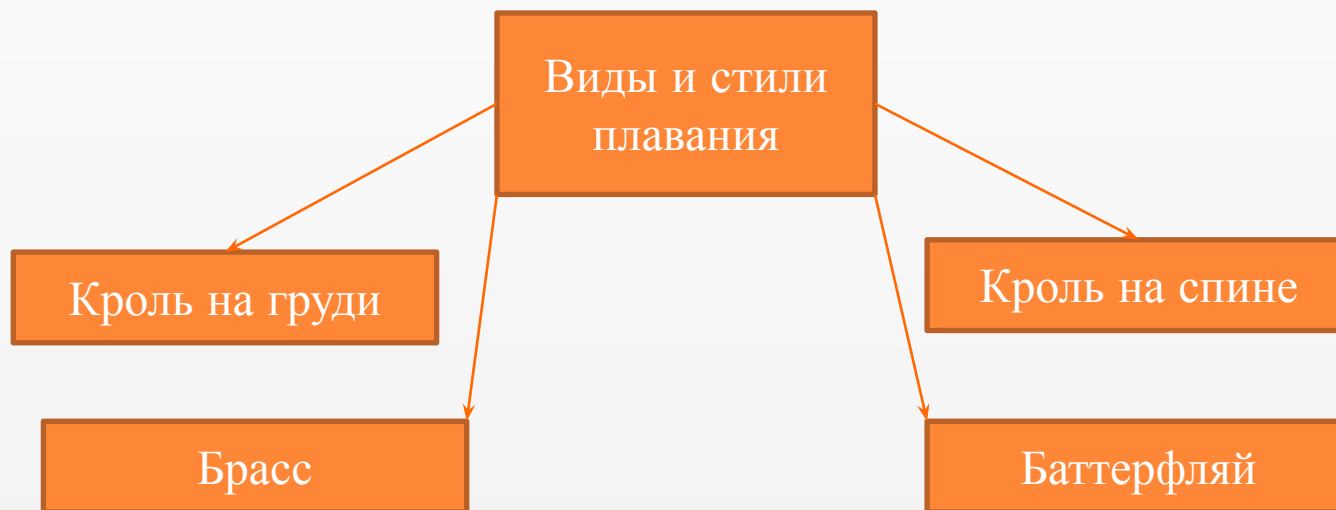 Виды и стили
плавания
Кроль на груди
Кроль на спине
Брасс
Баттерфляй